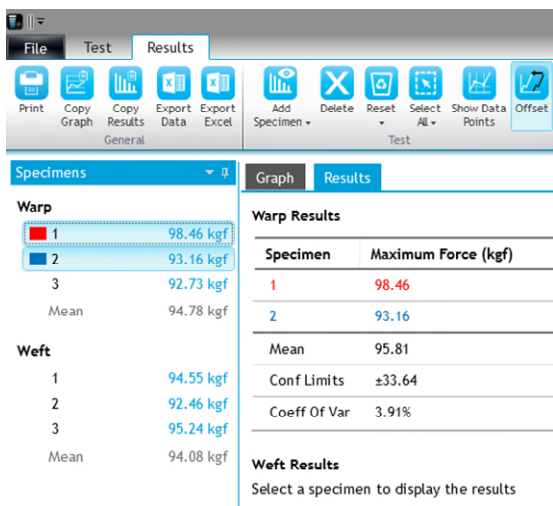 File Test Results
Print Copy Graph Copy Results Export Data Export Excel Add Specimen Delete Reset Select All Show Data Points Offset
General Test
Specimens
Warp
1 98.46 kgf
2 93.16 kgf
3 92.73 kgf
Mean 94.78 kgf
Weft
1 94.55 kgf
2 92.46 kgf
3 95.24 kgf
Mean 94.08 kgf
Graph Results
Warp Results
Specimen Maximum Force (kgf)
1 98.46
2 93.16
Mean 95.81
Conf Limits ±33.64
Coeff Of Var 3.91%
Weft Results
Select a specimen to display the results